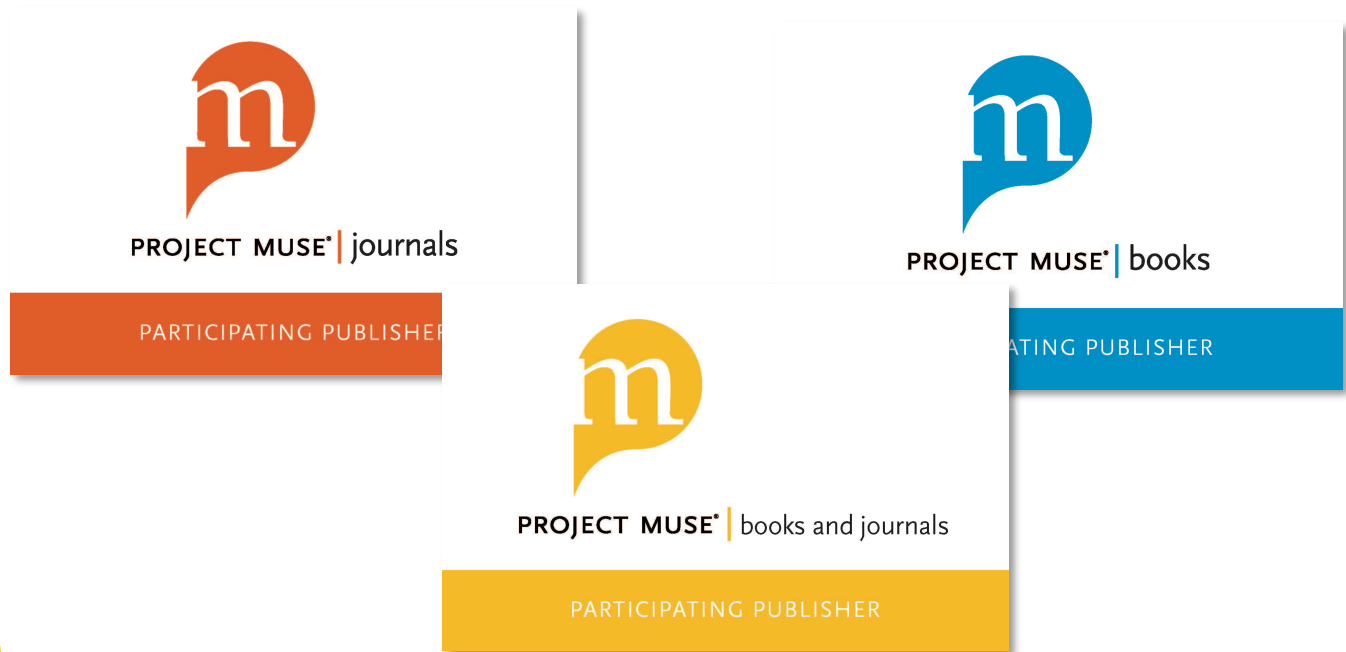 m
PROJECT MUSE® | journals
PARTICIPATING PUBLISHER
m
PROJECT MUSE® | books
ATING PUBLISHER
m
PROJECT MUSE® | books and journals
PARTICIPATING PUBLISHER